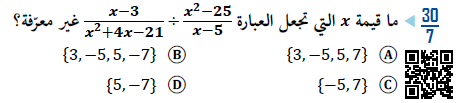 30/7 ◀ ما قيمة x التي تجعل العبارة (x−3)/(x²+4x−21) ÷ (x²−25)/(x−5) غير معرّفة؟
Ⓐ {3, −5, 5, 7} Ⓑ {3, −5, 5, −7}
Ⓒ {−5, 7} Ⓓ {5, −7}